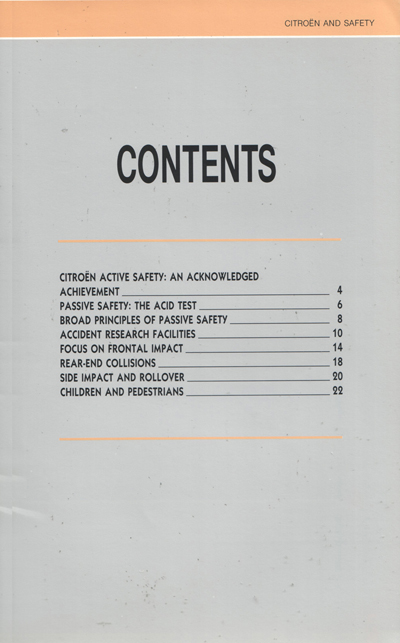 CITROËN AND SAFETY
CONTENTS
CITROËN ACTIVE SAFETY: AN ACKNOWLEDGED
ACHIEVEMENT 4
PASSIVE SAFETY: THE ACID TEST 6
BROAD PRINCIPLES OF PASSIVE SAFETY 8
ACCIDENT RESEARCH FACILITIES 10
FOCUS ON FRONTAL IMPACT 14
REAR-END COLLISIONS 18
SIDE IMPACT AND ROLLOVER 20
CHILDREN AND PEDESTRIANS 22